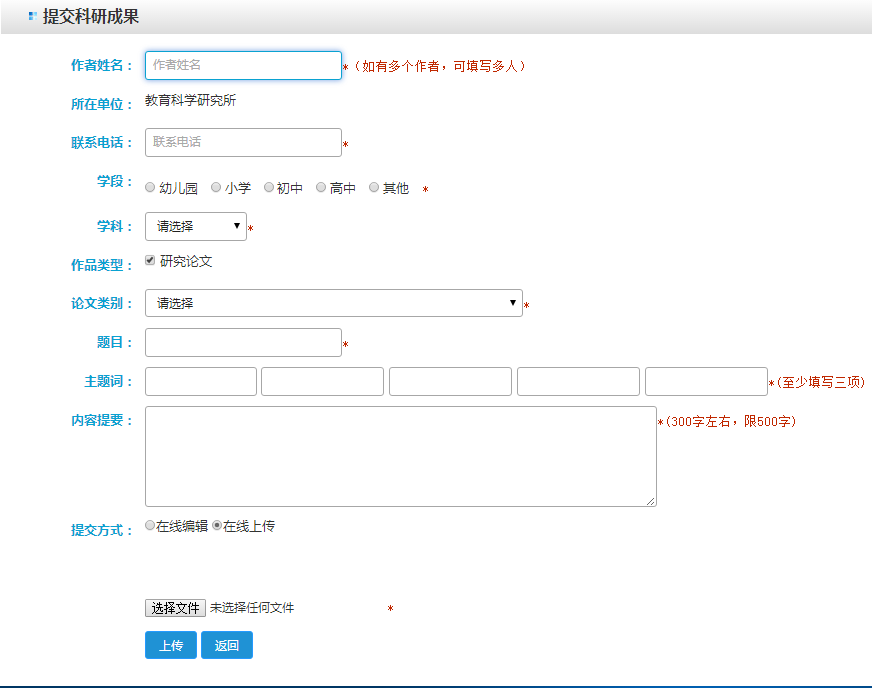 提交科研成果
作者姓名： 作者姓名 *（如有多个作者，可填写多人）
所在单位： 教育科学研究所
联系电话： 联系电话 *
学段： 幼儿园 小学 初中 高中 其他 *
学科： 请选择 *
作品类型： 研究论文
论文类别： 请选择 *
题目： *
主题词： *(至少填写三项)
内容提要： *(300字左右，限500字)
提交方式： 在线编辑 在线上传
选择文件 未选择任何文件 *
上传 返回